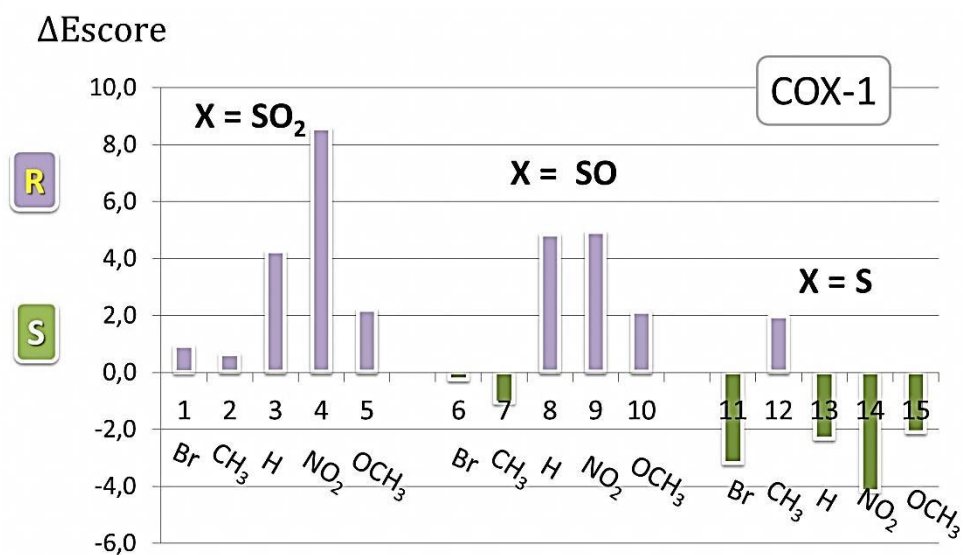 ΔEscore
COX-1
10,0
8,0
6,0
4,0
2,0
0,0
-2,0
-4,0
-6,0
R
S
X = SO₂
X = SO
X = S
1 2 3 4 5 6 7 8 9 10 11 12 13 14 15
Br CH₃ H NO₂ OCH₃ Br CH₃ H NO₂ OCH₃ Br CH₃ H NO₂ OCH₃